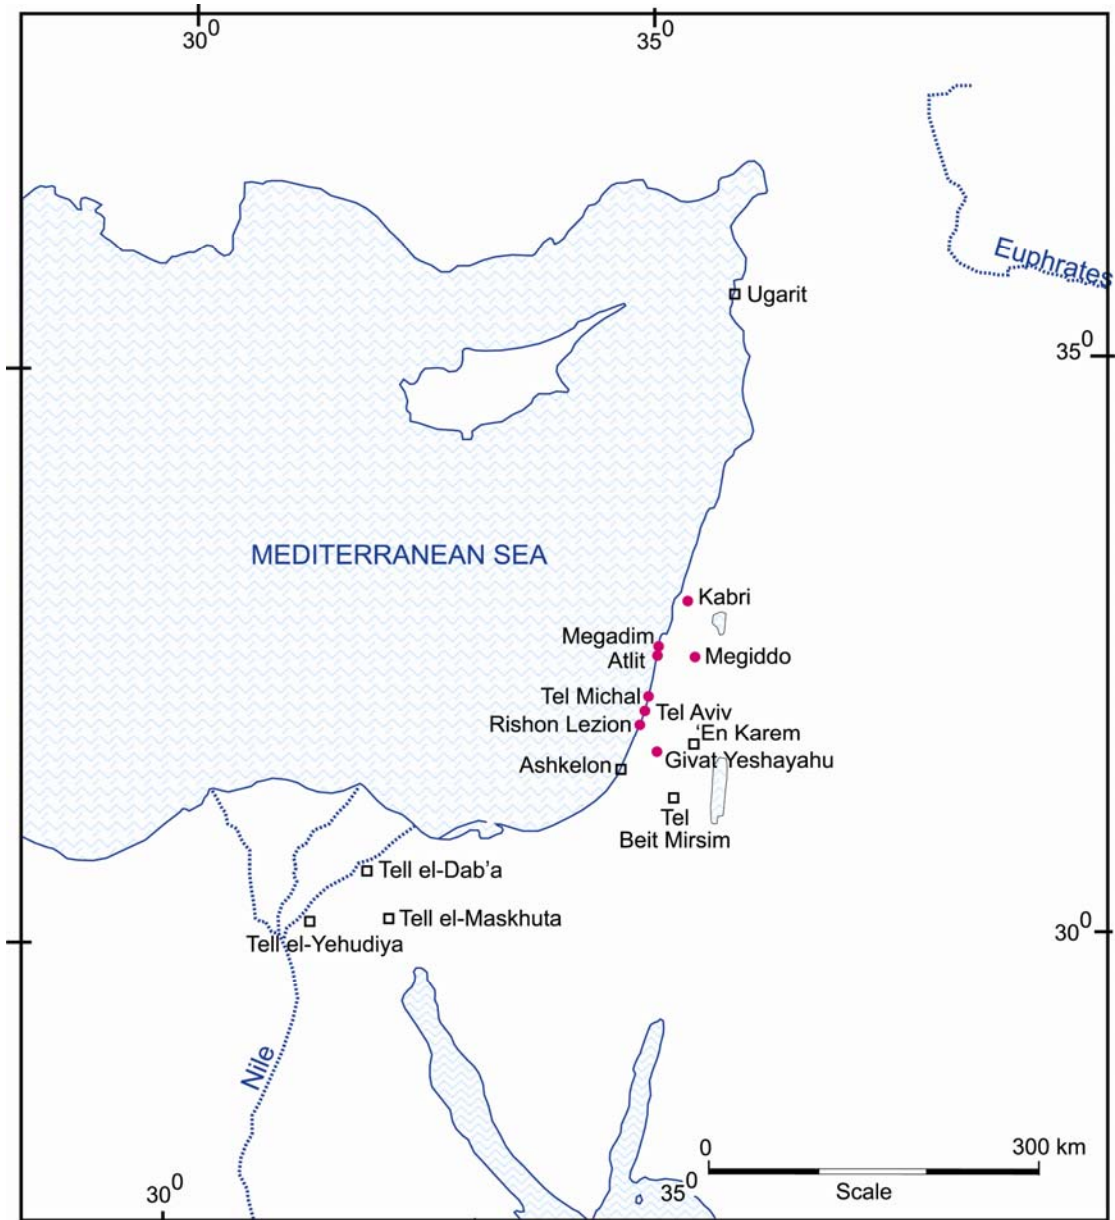 30⁰
35⁰
Euphrates
Ugarit
35⁰
MEDITERRANEAN SEA
Kabri
Megadim
Atlit
Megiddo
Tel Michal
Tel Aviv
Rishon Lezion
‘En Karem
Givat Yeshayahu
Ashkelon
Tel
Beit Mirsim
Tell el-Dab’a
Tell el-Maskhuta
Tell el-Yehudiya
30⁰
Nile
0 300 km
Scale
30⁰
35⁰